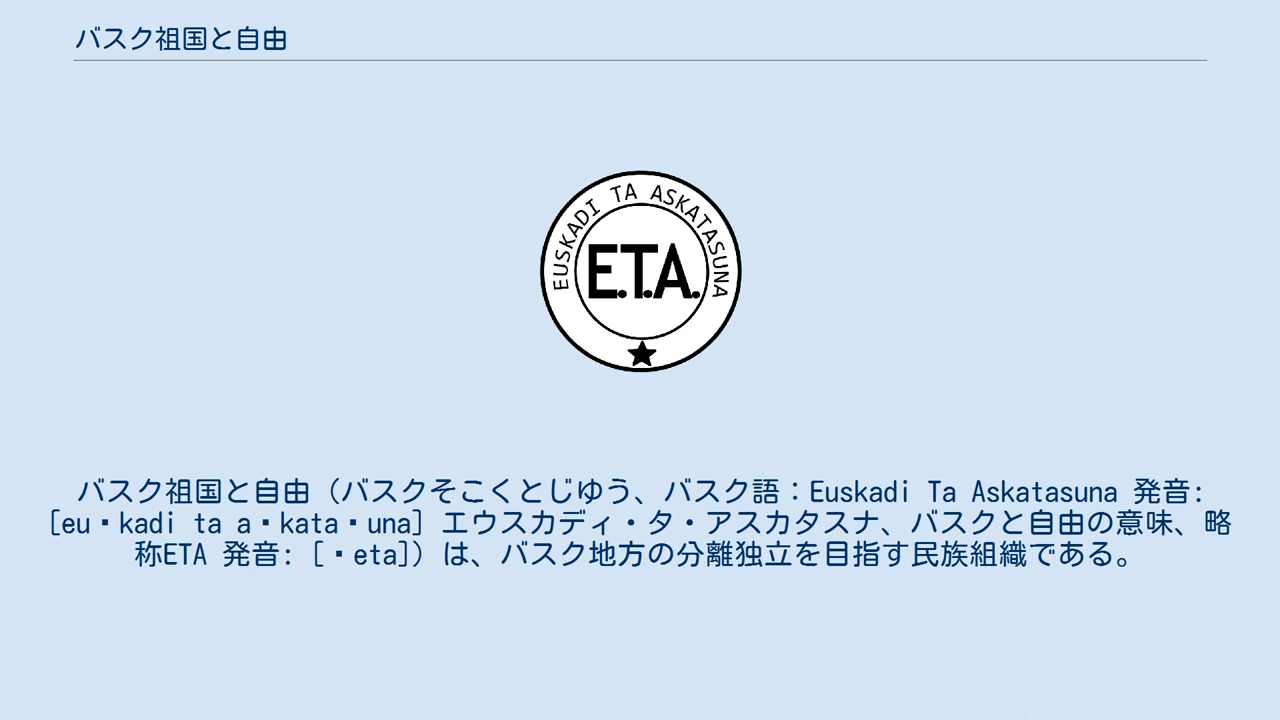 バスク祖国と自由
EUSKADI TA ASKATASUNA
E.T.A.
バスク祖国と自由（バスクそこくとじゆう、バスク語：Euskadi Ta Askatasuna 発音:
[eu▪kadi ta a▪kata▪una] エウスカディ・タ・アスカタスナ、バスクと自由の意味、略
称ETA 発音: [▪eta]）は、バスク地方の分離独立を目指す民族組織である。